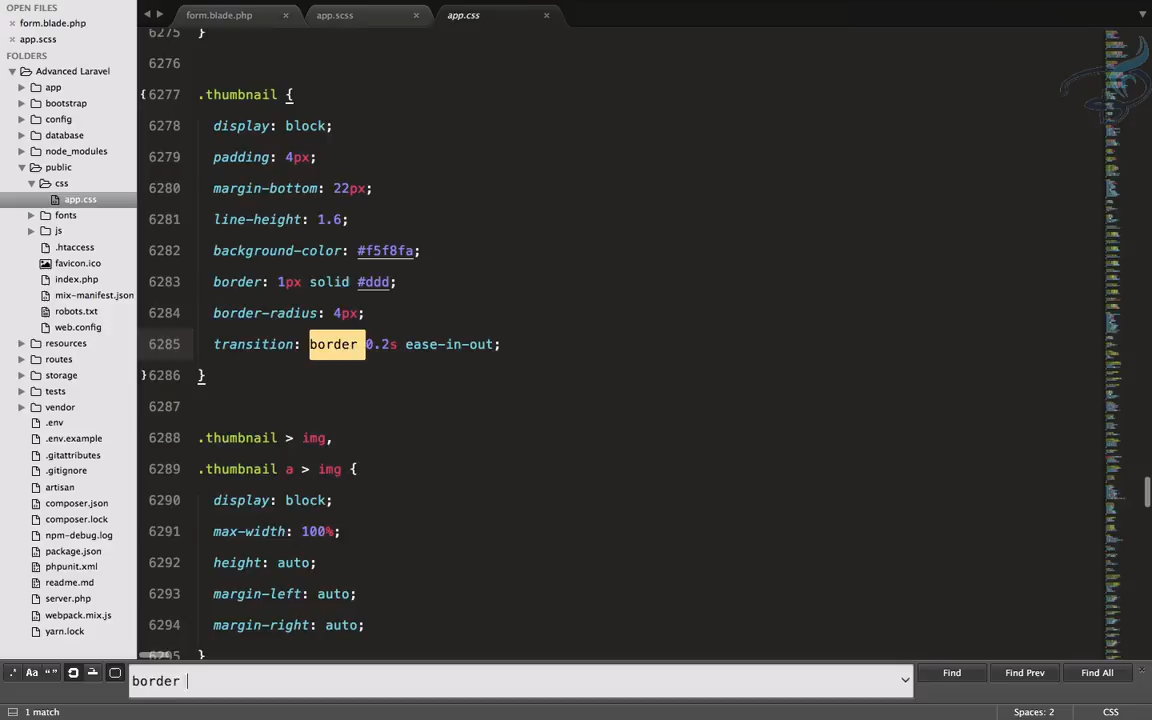 OPEN FILES
form.blade.php
app.scss
FOLDERS
Advanced Laravel
app
bootstrap
config
database
node_modules
public
css
app.css
fonts
js
.htaccess
favicon.ico
index.php
mix-manifest.json
robots.txt
web.config
resources
routes
storage
tests
vendor
.env
.env.example
.gitattributes
.gitignore
artisan
composer.json
composer.lock
npm-debug.log
package.json
phpunit.xml
readme.md
server.php
webpack.mix.js
yarn.lock
form.blade.php app.scss app.css
6275 }
6276
6277 .thumbnail {
6278 display: block;
6279 padding: 4px;
6280 margin-bottom: 22px;
6281 line-height: 1.6;
6282 background-color: #f5f8fa;
6283 border: 1px solid #ddd;
6284 border-radius: 4px;
6285 transition: border 0.2s ease-in-out;
6286 }
6287
6288 .thumbnail > img,
6289 .thumbnail a > img {
6290 display: block;
6291 max-width: 100%;
6292 height: auto;
6293 margin-left: auto;
6294 margin-right: auto;
6295 }
.* Aa “” border Find Find Prev Find All
1 match Spaces: 2 CSS